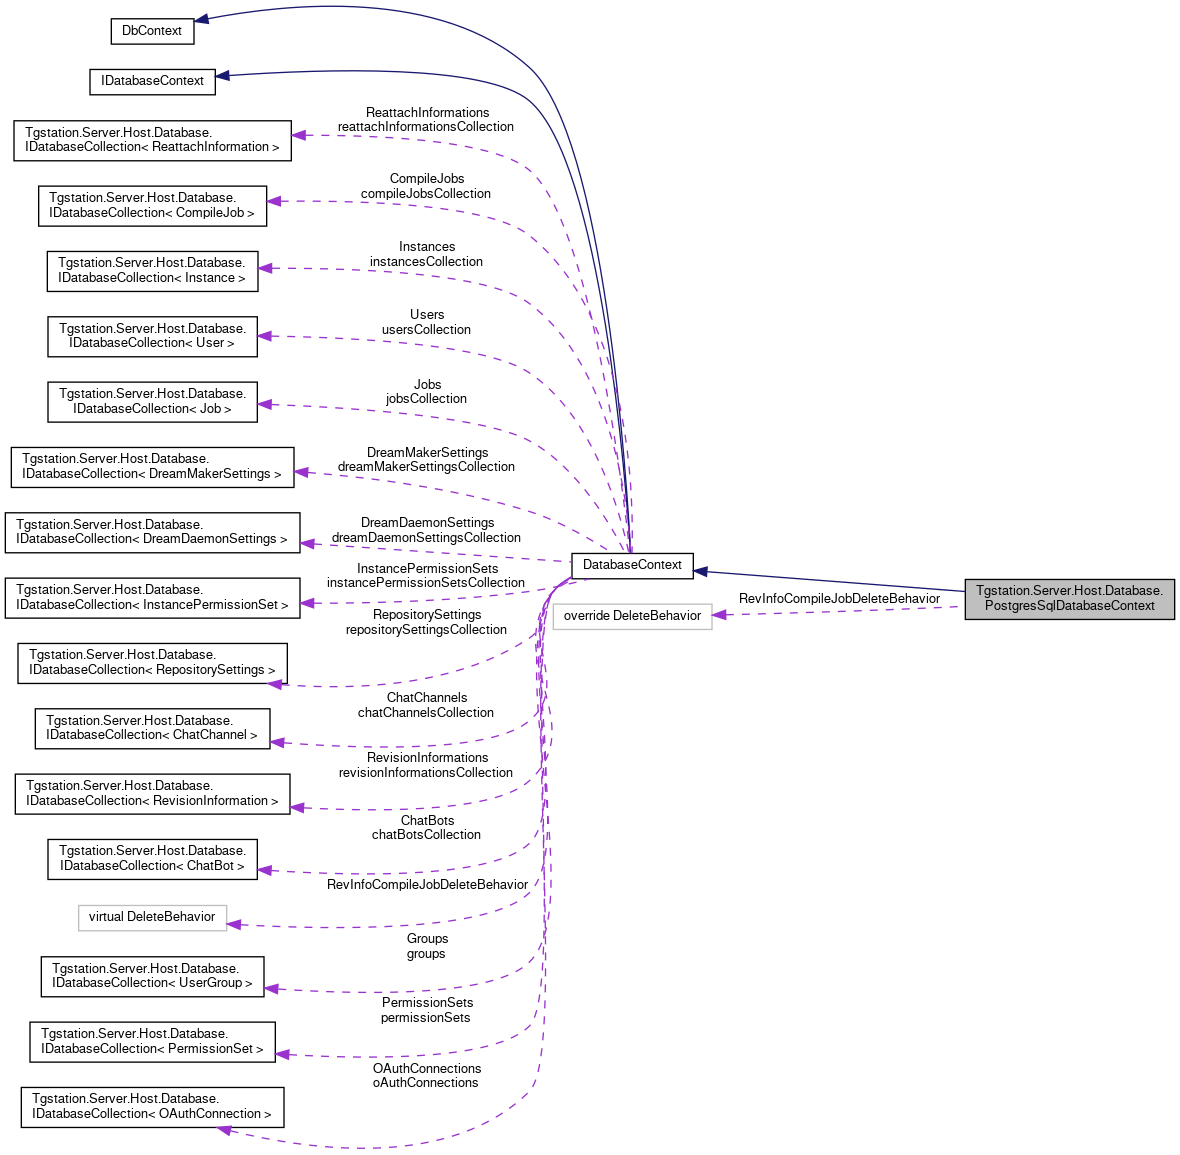 DbContext
IDatabaseContext
ReattachInformations
reattachInformationsCollection
Tgstation.Server.Host.Database.
IDatabaseCollection< ReattachInformation >
CompileJobs
compileJobsCollection
Tgstation.Server.Host.Database.
IDatabaseCollection< CompileJob >
Instances
instancesCollection
Tgstation.Server.Host.Database.
IDatabaseCollection< Instance >
Users
usersCollection
Tgstation.Server.Host.Database.
IDatabaseCollection< User >
Jobs
jobsCollection
Tgstation.Server.Host.Database.
IDatabaseCollection< Job >
DreamMakerSettings
dreamMakerSettingsCollection
Tgstation.Server.Host.Database.
IDatabaseCollection< DreamMakerSettings >
DreamDaemonSettings
dreamDaemonSettingsCollection
Tgstation.Server.Host.Database.
IDatabaseCollection< DreamDaemonSettings >
DatabaseContext
InstancePermissionSets
instancePermissionSetsCollection
Tgstation.Server.Host.Database.
IDatabaseCollection< InstancePermissionSet >
Tgstation.Server.Host.Database.
PostgresSqlDatabaseContext
RevInfoCompileJobDeleteBehavior
override DeleteBehavior
RepositorySettings
repositorySettingsCollection
Tgstation.Server.Host.Database.
IDatabaseCollection< RepositorySettings >
ChatChannels
chatChannelsCollection
Tgstation.Server.Host.Database.
IDatabaseCollection< ChatChannel >
RevisionInformations
revisionInformationsCollection
Tgstation.Server.Host.Database.
IDatabaseCollection< RevisionInformation >
ChatBots
chatBotsCollection
Tgstation.Server.Host.Database.
IDatabaseCollection< ChatBot >
RevInfoCompileJobDeleteBehavior
virtual DeleteBehavior
Groups
groups
Tgstation.Server.Host.Database.
IDatabaseCollection< UserGroup >
PermissionSets
permissionSets
Tgstation.Server.Host.Database.
IDatabaseCollection< PermissionSet >
OAuthConnections
oAuthConnections
Tgstation.Server.Host.Database.
IDatabaseCollection< OAuthConnection >